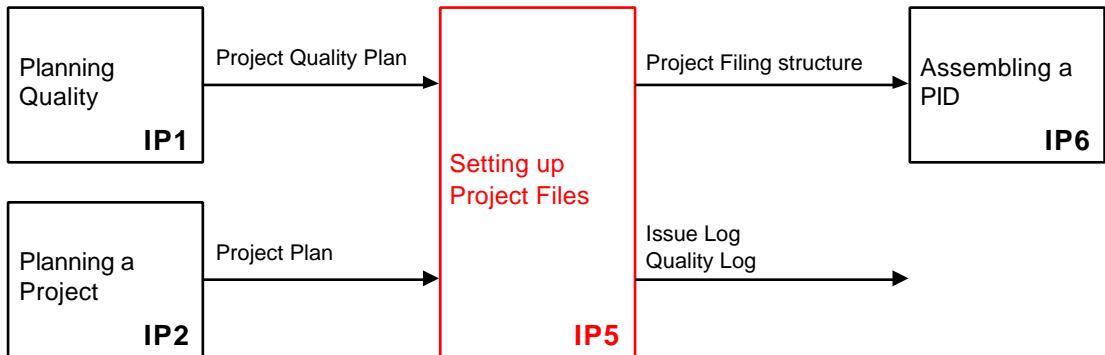 Planning
Quality
IP1
Project Quality Plan
Setting up
Project Files
IP5
Project Filing structure
Assembling a
PID
IP6
Planning a
Project
IP2
Project Plan
Issue Log
Quality Log